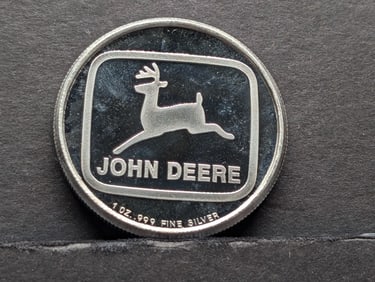 JOHN DEERE
1 OZ. .999 FINE SILVER